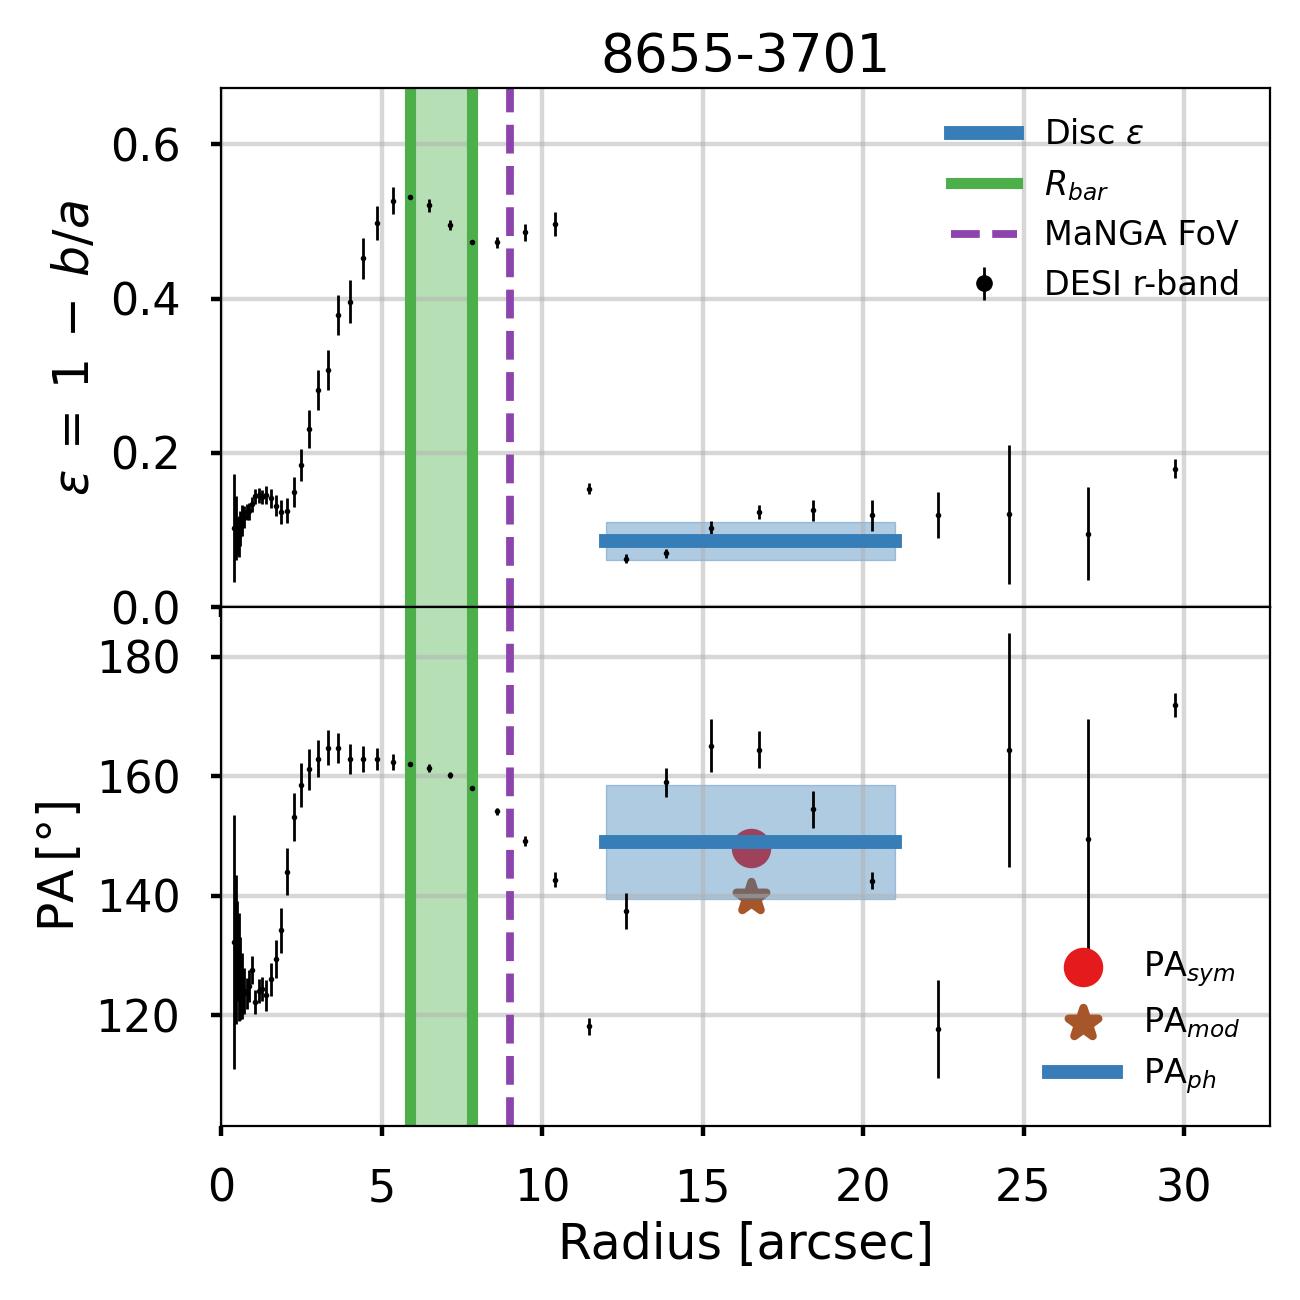 8655-3701
ε = 1 − b/a
0.6
0.4
0.2
0.0
Disc ε
R_bar
MaNGA FoV
DESI r-band
PA [°]
180
160
140
120
PA_sym
PA_mod
PA_ph
0 5 10 15 20 25 30
Radius [arcsec]